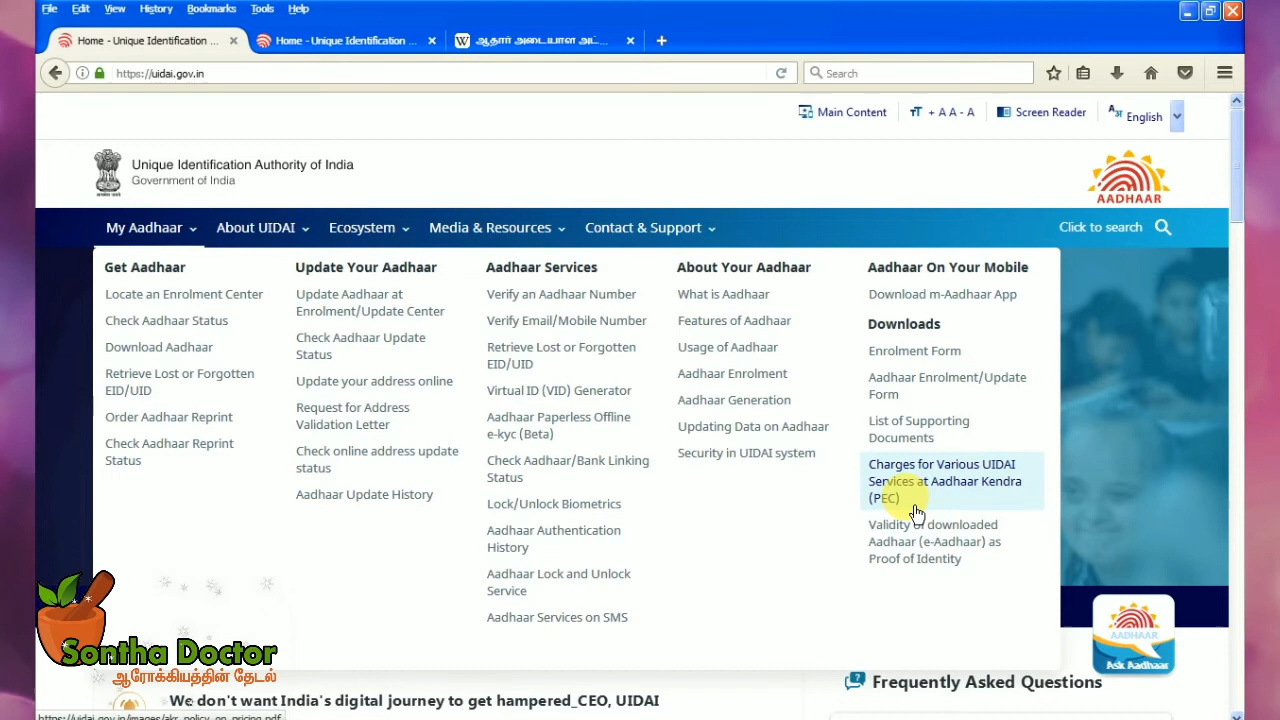 File Edit View History Bookmarks Tools Help
Home - Unique Identification ...
Home - Unique Identification ...
W ஆதார் அடையாள அட்...
https://uidai.gov.in
Search
Main Content
+ A A - A
Screen Reader
English
Unique Identification Authority of India
Government of India
AADHAAR
My Aadhaar
About UIDAI
Ecosystem
Media & Resources
Contact & Support
Click to search
Get Aadhaar
Locate an Enrolment Center
Check Aadhaar Status
Download Aadhaar
Retrieve Lost or Forgotten
EID/UID
Order Aadhaar Reprint
Check Aadhaar Reprint
Status
Update Your Aadhaar
Update Aadhaar at
Enrolment/Update Center
Check Aadhaar Update
Status
Update your address online
Request for Address
Validation Letter
Check online address update
status
Aadhaar Update History
Aadhaar Services
Verify an Aadhaar Number
Verify Email/Mobile Number
Retrieve Lost or Forgotten
EID/UID
Virtual ID (VID) Generator
Aadhaar Paperless Offline
e-kyc (Beta)
Check Aadhaar/Bank Linking
Status
Lock/Unlock Biometrics
Aadhaar Authentication
History
Aadhaar Lock and Unlock
Service
Aadhaar Services on SMS
About Your Aadhaar
What is Aadhaar
Features of Aadhaar
Usage of Aadhaar
Aadhaar Enrolment
Aadhaar Generation
Updating Data on Aadhaar
Security in UIDAI system
Aadhaar On Your Mobile
Download m-Aadhaar App
Downloads
Enrolment Form
Aadhaar Enrolment/Update
Form
List of Supporting
Documents
Charges for Various UIDAI
Services at Aadhaar Kendra
(PEC)
Validity of downloaded
Aadhaar (e-Aadhaar) as
Proof of Identity
Sontha Doctor
ஆரோக்கியத்தின் தேடல்
AADHAAR
Ask Aadhaar
We don't want India's digital journey to get hampered_CEO, UIDAI
Frequently Asked Questions
https://uidai.gov.in/images/akr_policy_on_pricing.pdf